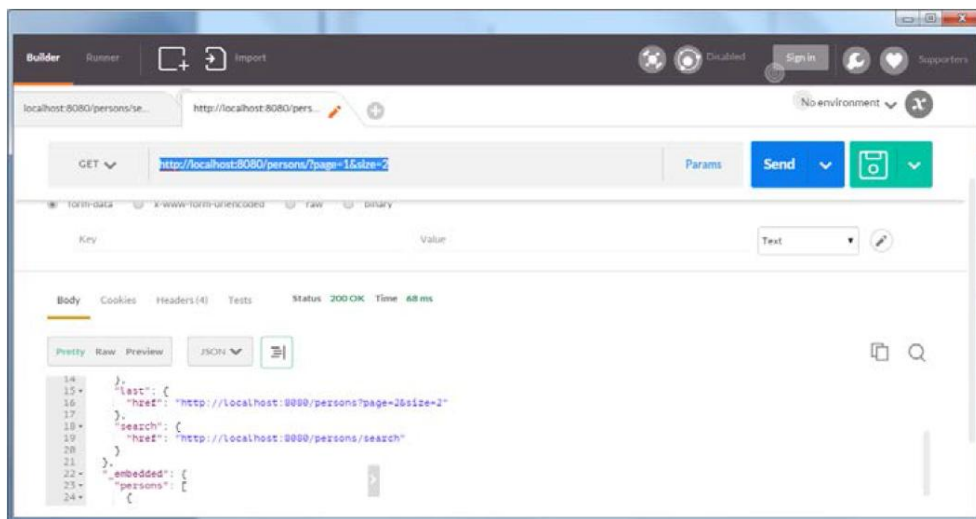 Builder Runner Import Disabled Sign in Supporters
localhost:8080/persons/se... http://localhost:8080/pers... No environment
GET http://localhost:8080/persons/?page=1&size=2 Params Send
form-data x-www-form-urlencoded raw binary
Key Value Text
Body Cookies Headers (4) Tests Status 200 OK Time 68 ms
Pretty Raw Preview JSON
14 },
15 "last": {
16 "href": "http://localhost:8080/persons?page=2&size=2"
17 },
18 "search": {
19 "href": "http://localhost:8080/persons/search"
20 }
21 },
22 "_embedded": {
23 "persons": [
24 {